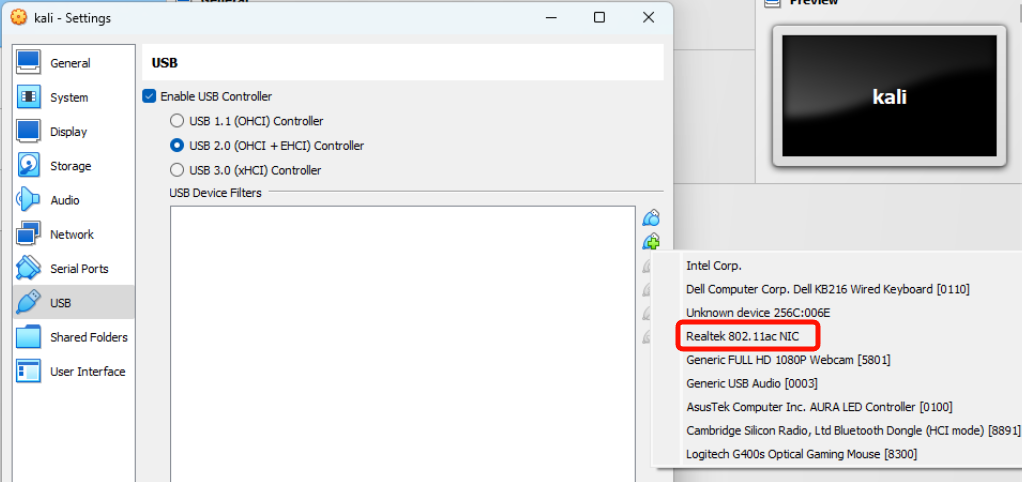 General
Preview
kali - Settings
General
System
Display
Storage
Audio
Network
Serial Ports
USB
Shared Folders
User Interface
USB
Enable USB Controller
USB 1.1 (OHCI) Controller
USB 2.0 (OHCI + EHCI) Controller
USB 3.0 (xHCI) Controller
USB Device Filters
kali
Intel Corp.
Dell Computer Corp. Dell KB216 Wired Keyboard [0110]
Unknown device 256C:006E
Realtek 802.11ac NIC
Generic FULL HD 1080P Webcam [5801]
Generic USB Audio [0003]
AsusTek Computer Inc. AURA LED Controller [0100]
Cambridge Silicon Radio, Ltd Bluetooth Dongle (HCI mode) [8891]
Logitech G400s Optical Gaming Mouse [8300]